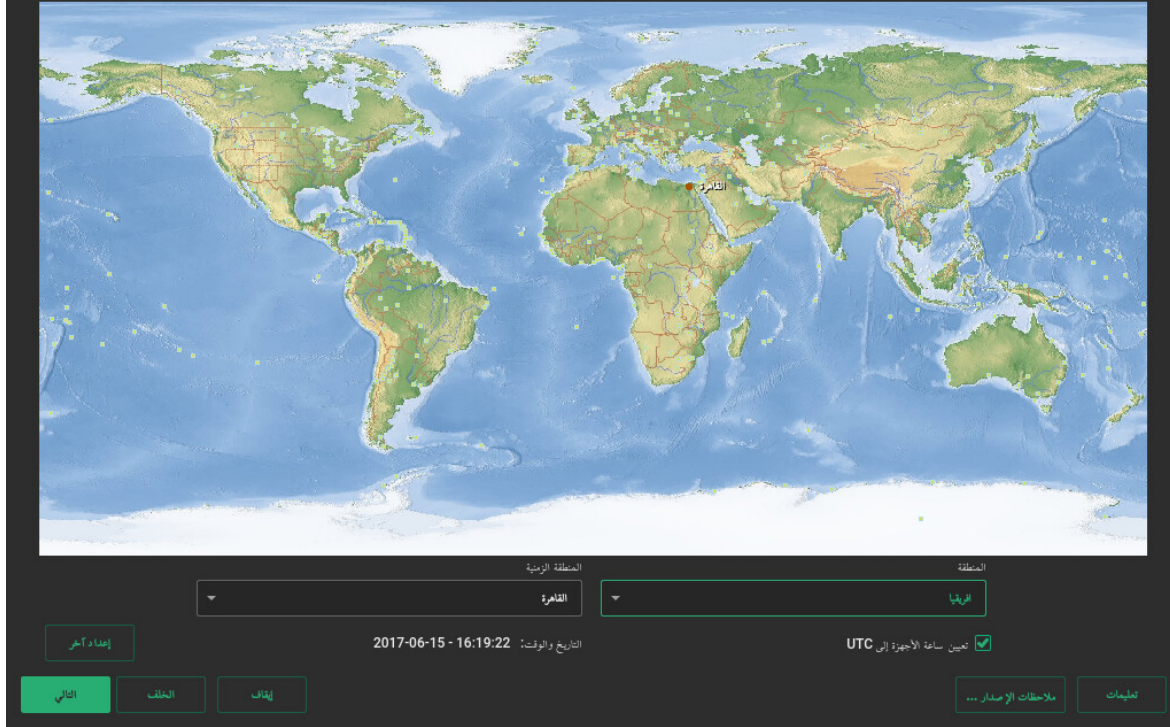 القاهرة
المنطقة
المنطقة الزمنية
افريقيا
القاهرة
تعيين ساعة الأجهزة إلى UTC
التاريخ والوقت: 2017-06-15 - 16:19:22
إعداد آخر
تعليمات
ملاحظات الإصدار ...
إيقاف
الخلف
التالي